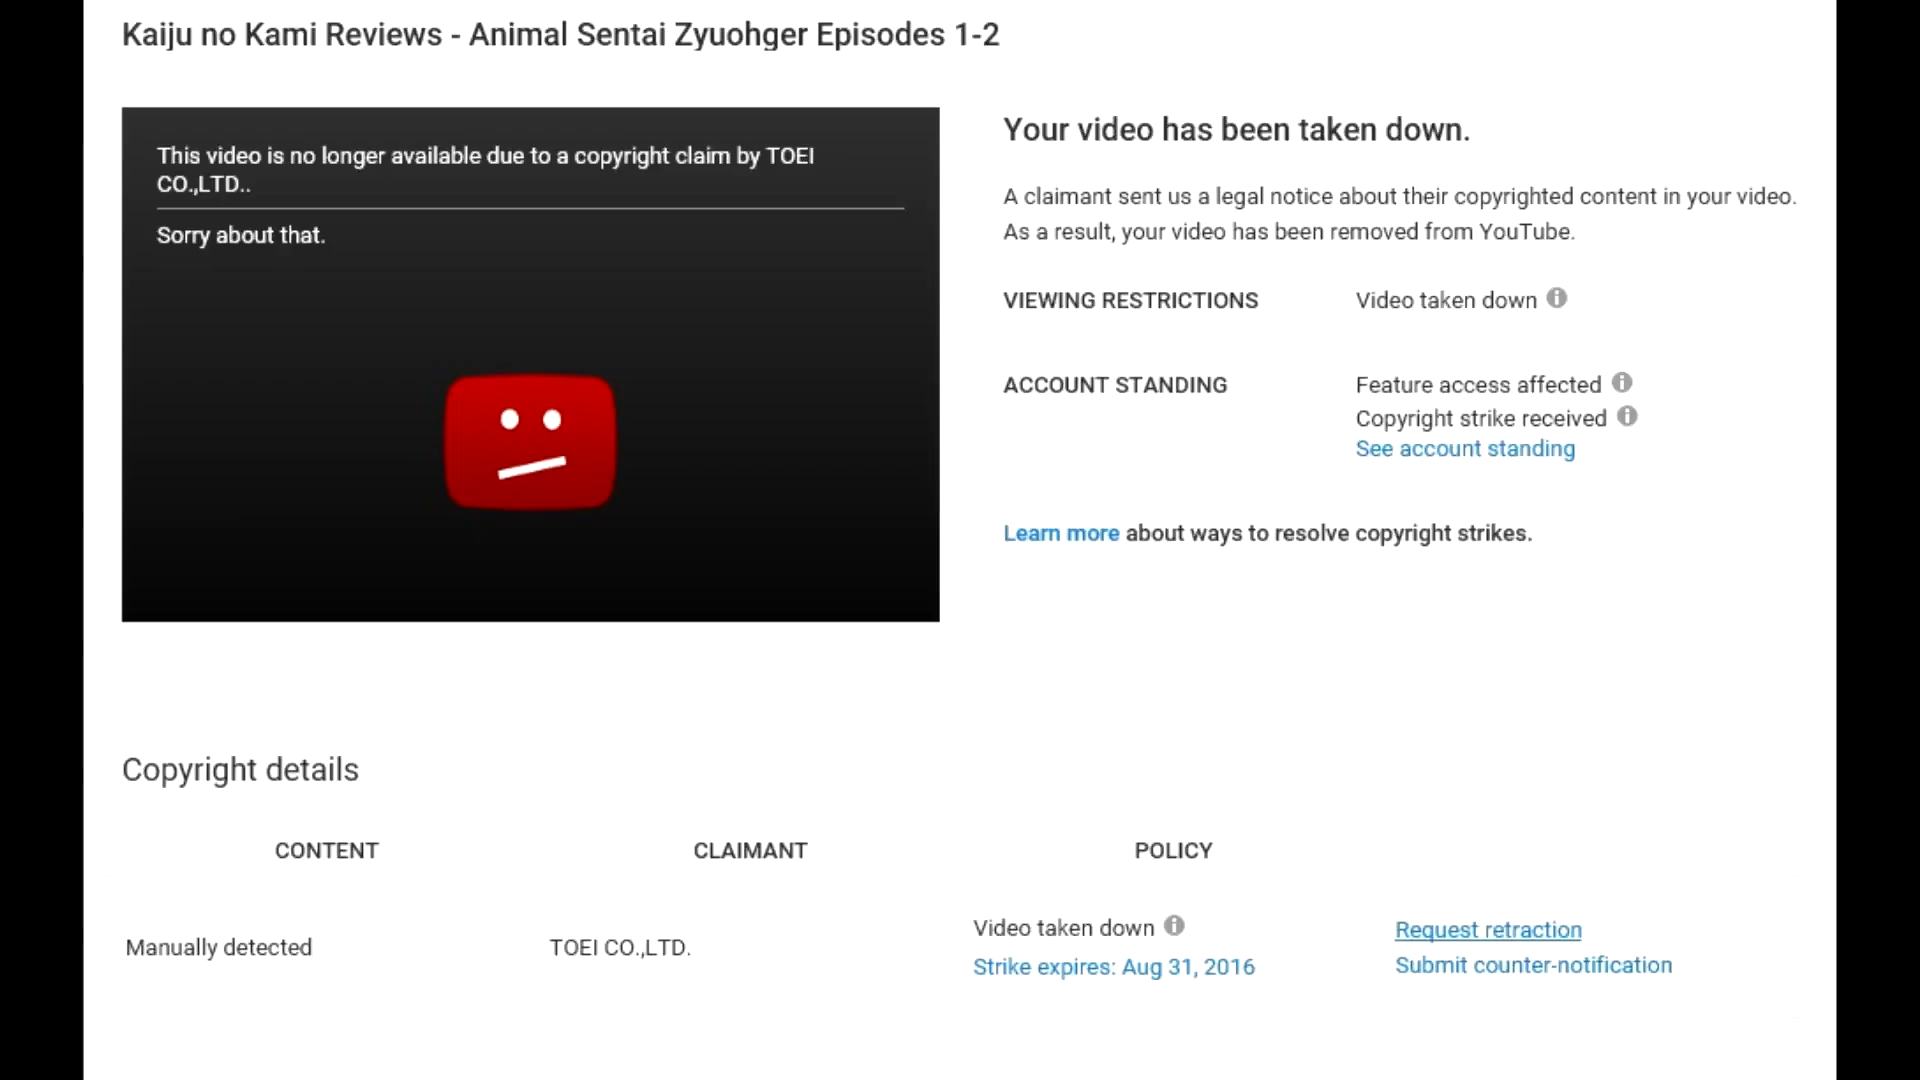 Kaiju no Kami Reviews - Animal Sentai Zyuohger Episodes 1-2
This video is no longer available due to a copyright claim by TOEI
CO.,LTD..
Sorry about that.
Your video has been taken down.
A claimant sent us a legal notice about their copyrighted content in your video.
As a result, your video has been removed from YouTube.
VIEWING RESTRICTIONS Video taken down
ACCOUNT STANDING Feature access affected
Copyright strike received
See account standing
Learn more about ways to resolve copyright strikes.
Copyright details
CONTENT CLAIMANT POLICY
Manually detected TOEI CO.,LTD. Video taken down
Strike expires: Aug 31, 2016
Request retraction
Submit counter-notification